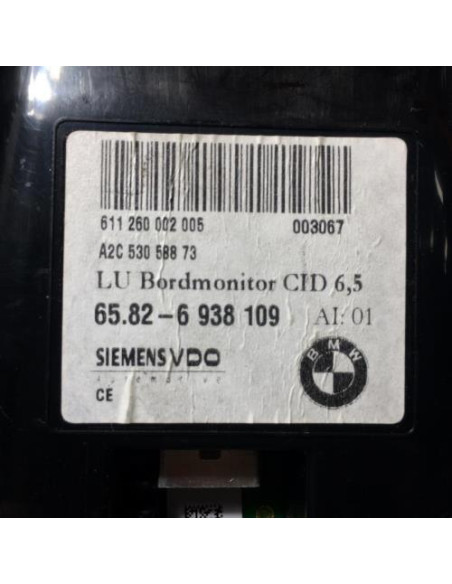 611 260 002 005 003067
A2C 530 588 73
LU Bordmonitor CID 6,5
65.82-6 938 109 AI: 01
SIEMENS VDO
automotive
CE
BMW